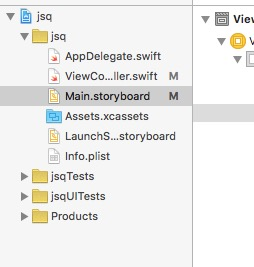 jsq
jsq
AppDelegate.swift
ViewCo...ller.swift M
Main.storyboard M
Assets.xcassets
LaunchS...storyboard
Info.plist
jsqTests
jsqUITests
Products
View